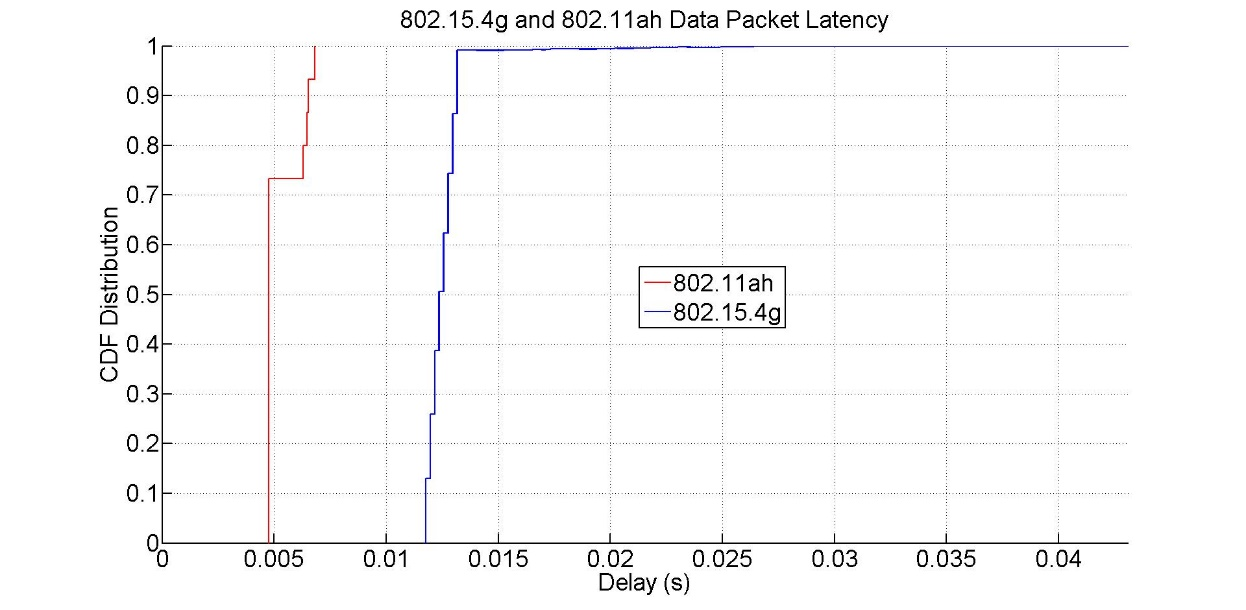 802.15.4g and 802.11ah Data Packet Latency
1
0.9
0.8
0.7
0.6
0.5
0.4
0.3
0.2
0.1
0
CDF Distribution
802.11ah
802.15.4g
0 0.005 0.01 0.015 0.02 0.025 0.03 0.035 0.04
Delay (s)